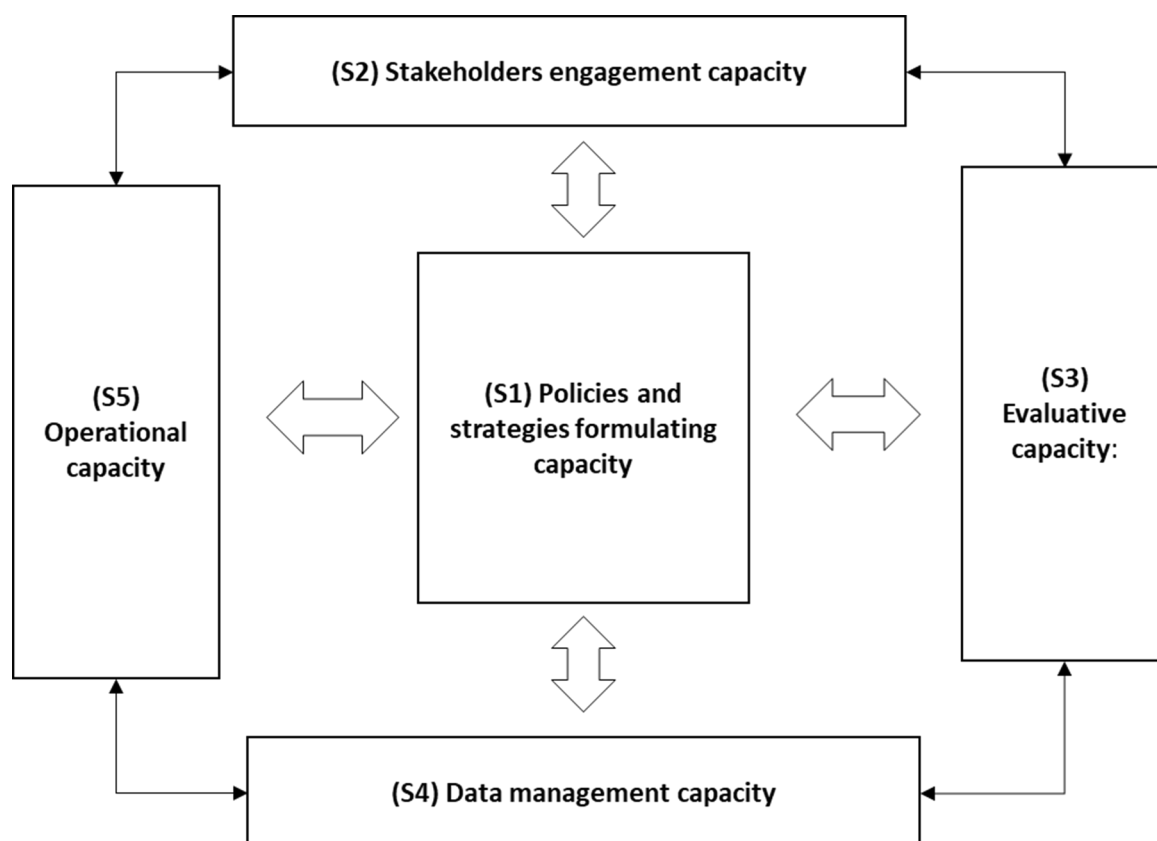 (S2) Stakeholders engagement capacity
(S5)
Operational
capacity
(S1) Policies and
strategies formulating
capacity
(S3)
Evaluative
capacity:
(S4) Data management capacity